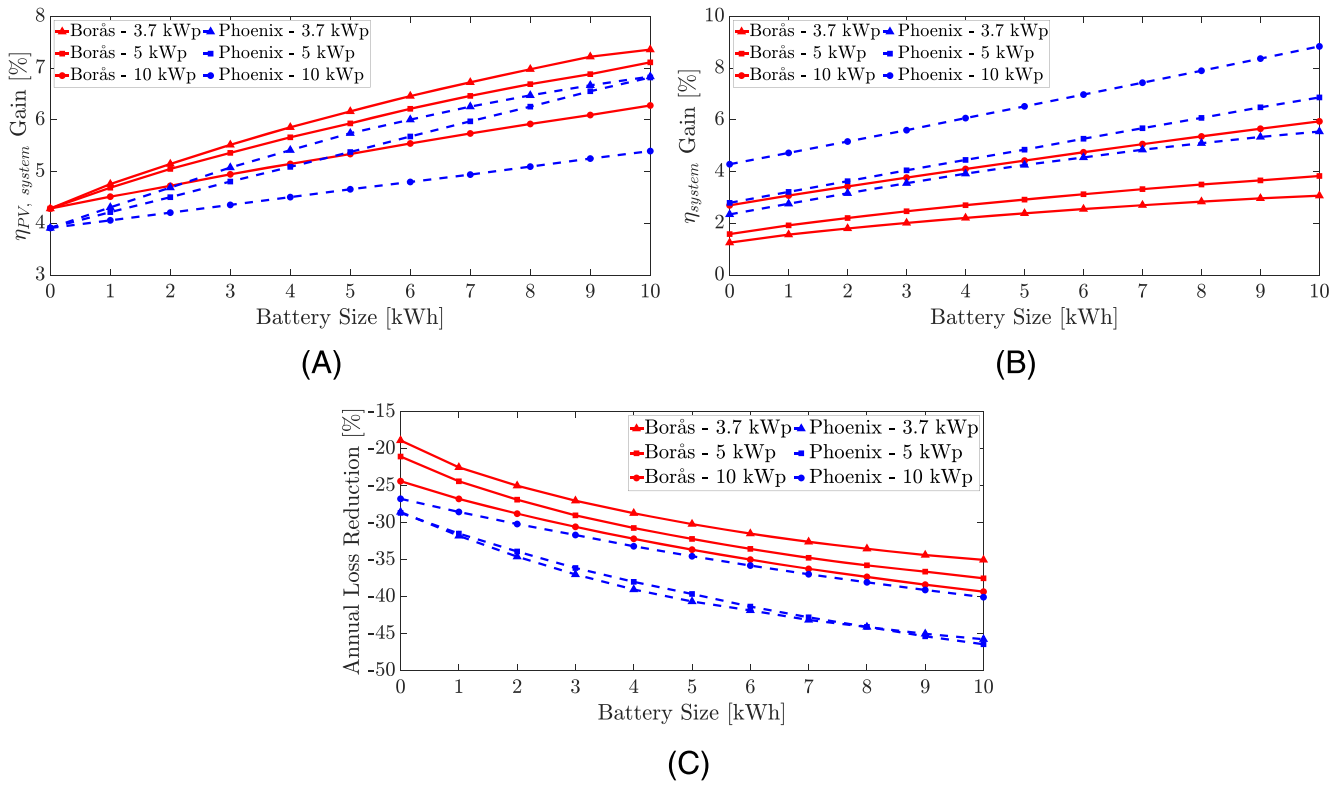 η_PV, system Gain [%]
8
7
6
5
4
3
Borås - 3.7 kWp Phoenix - 3.7 kWp
Borås - 5 kWp Phoenix - 5 kWp
Borås - 10 kWp Phoenix - 10 kWp
0 1 2 3 4 5 6 7 8 9 10
Battery Size [kWh]
(A)
η_system Gain [%]
10
8
6
4
2
0
Borås - 3.7 kWp Phoenix - 3.7 kWp
Borås - 5 kWp Phoenix - 5 kWp
Borås - 10 kWp Phoenix - 10 kWp
0 1 2 3 4 5 6 7 8 9 10
Battery Size [kWh]
(B)
Annual Loss Reduction [%]
-15
-20
-25
-30
-35
-40
-45
-50
Borås - 3.7 kWp Phoenix - 3.7 kWp
Borås - 5 kWp Phoenix - 5 kWp
Borås - 10 kWp Phoenix - 10 kWp
0 1 2 3 4 5 6 7 8 9 10
Battery Size [kWh]
(C)